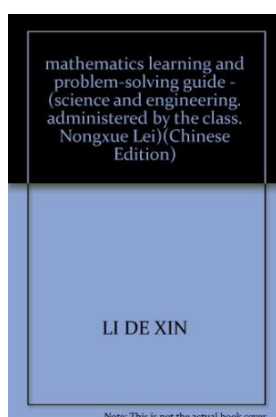 mathematics learning and
problem-solving guide -
(science and engineering.
administered by the class.
Nongxue Lei)(Chinese
Edition)
LI DE XIN
Note: This is not the actual book cover